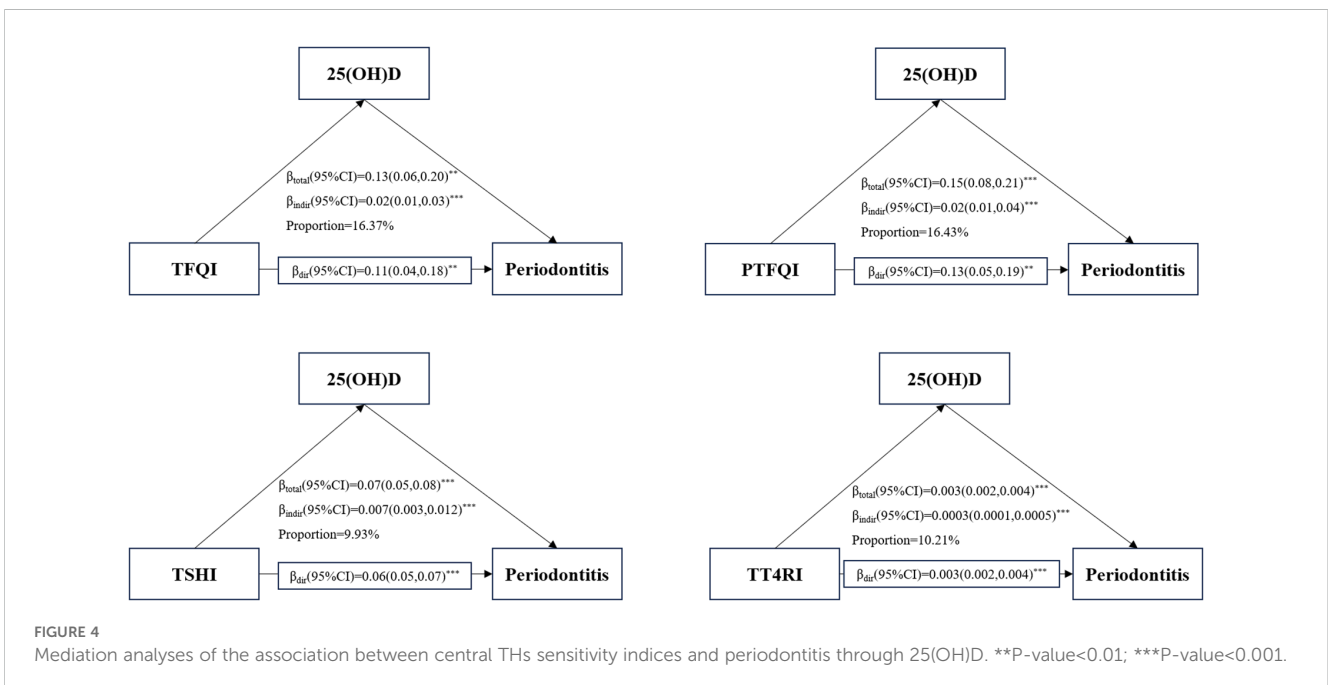 25(OH)D
βtotal(95%CI)=0.13(0.06,0.20)**
βindir(95%CI)=0.02(0.01,0.03)***
Proportion=16.37%
TFQI
βdir(95%CI)=0.11(0.04,0.18)**
Periodontitis
25(OH)D
βtotal(95%CI)=0.15(0.08,0.21)***
βindir(95%CI)=0.02(0.01,0.04)***
Proportion=16.43%
PTFQI
βdir(95%CI)=0.13(0.05,0.19)**
Periodontitis
25(OH)D
βtotal(95%CI)=0.07(0.05,0.08)***
βindir(95%CI)=0.007(0.003,0.012)***
Proportion=9.93%
TSHI
βdir(95%CI)=0.06(0.05,0.07)***
Periodontitis
25(OH)D
βtotal(95%CI)=0.003(0.002,0.004)***
βindir(95%CI)=0.0003(0.0001,0.0005)***
Proportion=10.21%
TT4RI
βdir(95%CI)=0.003(0.002,0.004)***
Periodontitis
FIGURE 4
Mediation analyses of the association between central THs sensitivity indices and periodontitis through 25(OH)D. **P-value<0.01; ***P-value<0.001.